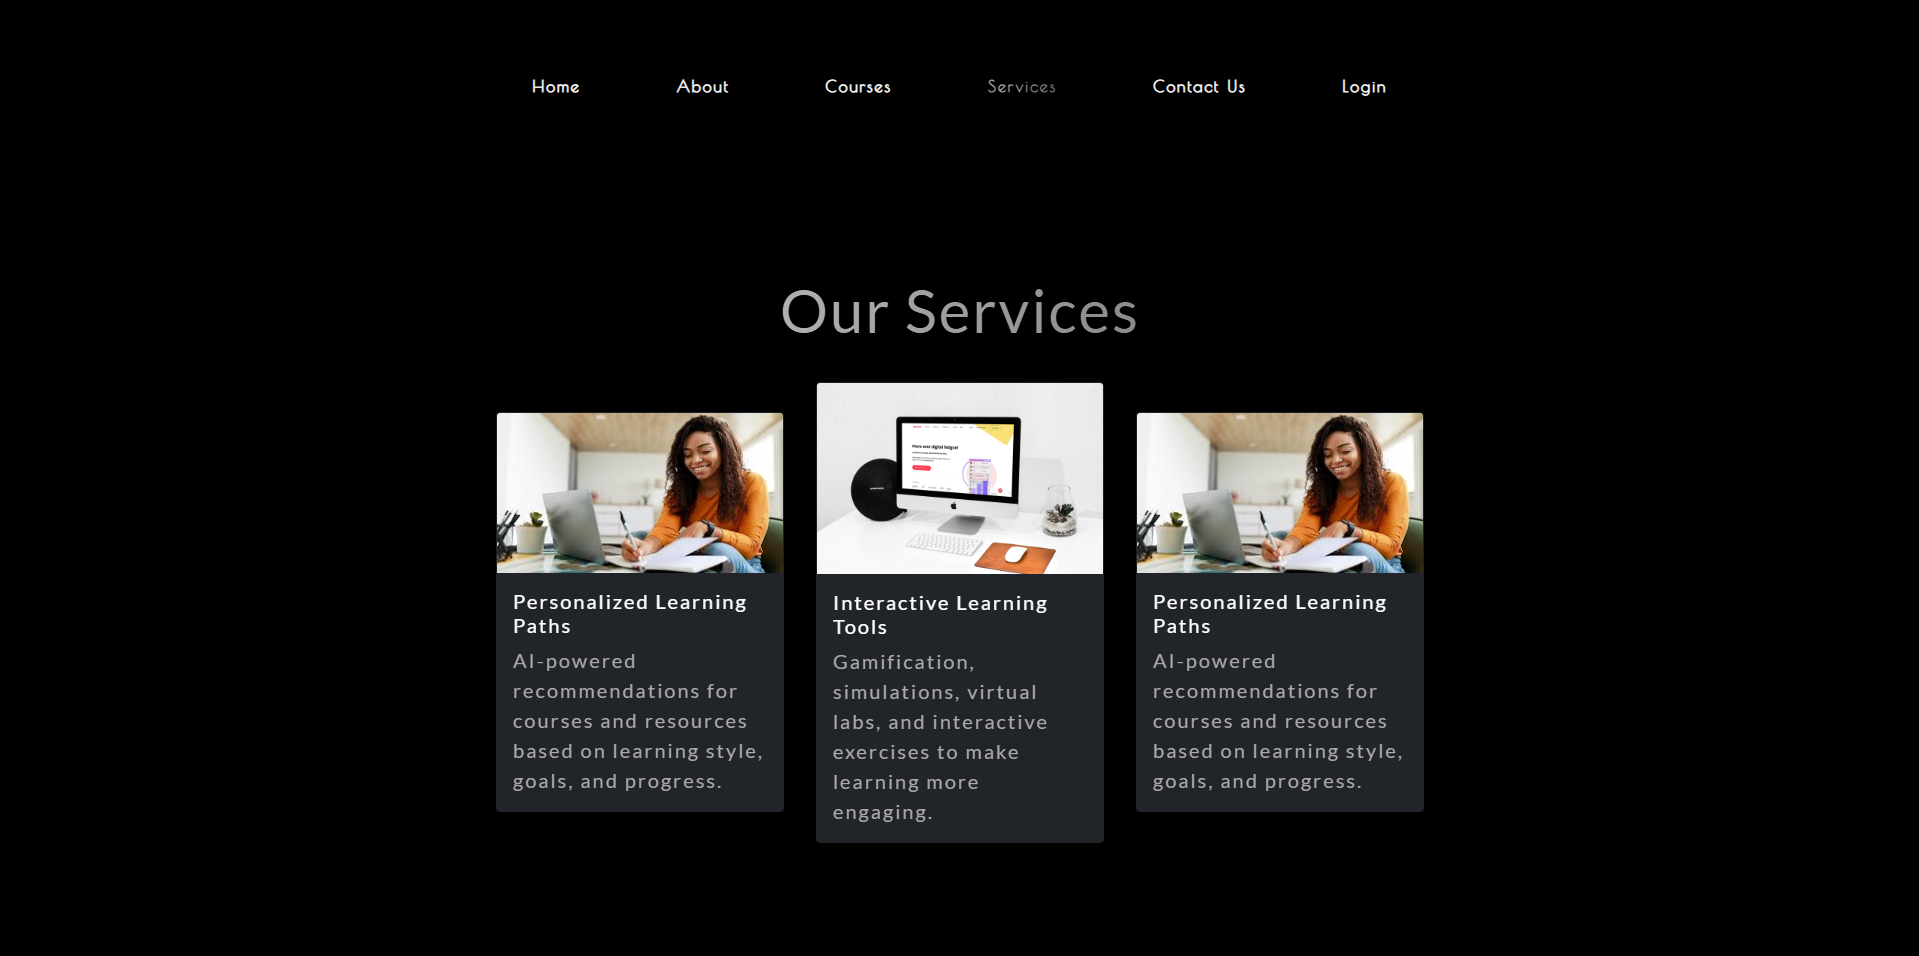 Home About Courses Services Contact Us Login
Our Services
Personalized Learning
Paths
AI-powered
recommendations for
courses and resources
based on learning style,
goals, and progress.
Interactive Learning
Tools
Gamification,
simulations, virtual
labs, and interactive
exercises to make
learning more
engaging.
Personalized Learning
Paths
AI-powered
recommendations for
courses and resources
based on learning style,
goals, and progress.